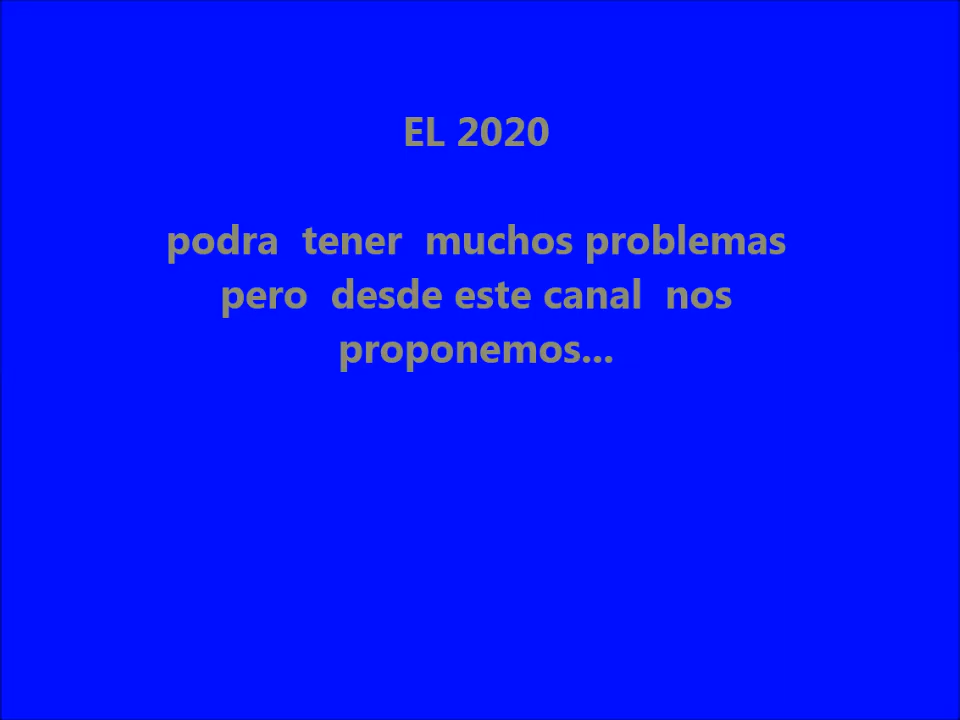 EL 2020
podra tener muchos problemas
pero desde este canal nos
proponemos...